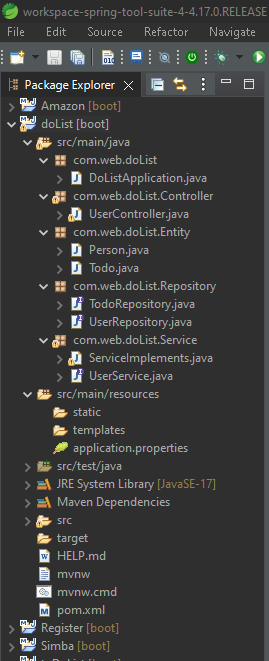 workspace-spring-tool-suite-4-4.17.0.RELEASE
File Edit Source Refactor Navigate
Package Explorer
Amazon [boot]
doList [boot]
src/main/java
com.web.doList
DoListApplication.java
com.web.doList.Controller
UserController.java
com.web.doList.Entity
Person.java
Todo.java
com.web.doList.Repository
TodoRepository.java
UserRepository.java
com.web.doList.Service
ServiceImplements.java
UserService.java
src/main/resources
static
templates
application.properties
src/test/java
JRE System Library [JavaSE-17]
Maven Dependencies
src
target
HELP.md
mvnw
mvnw.cmd
pom.xml
Register [boot]
Simba [boot]